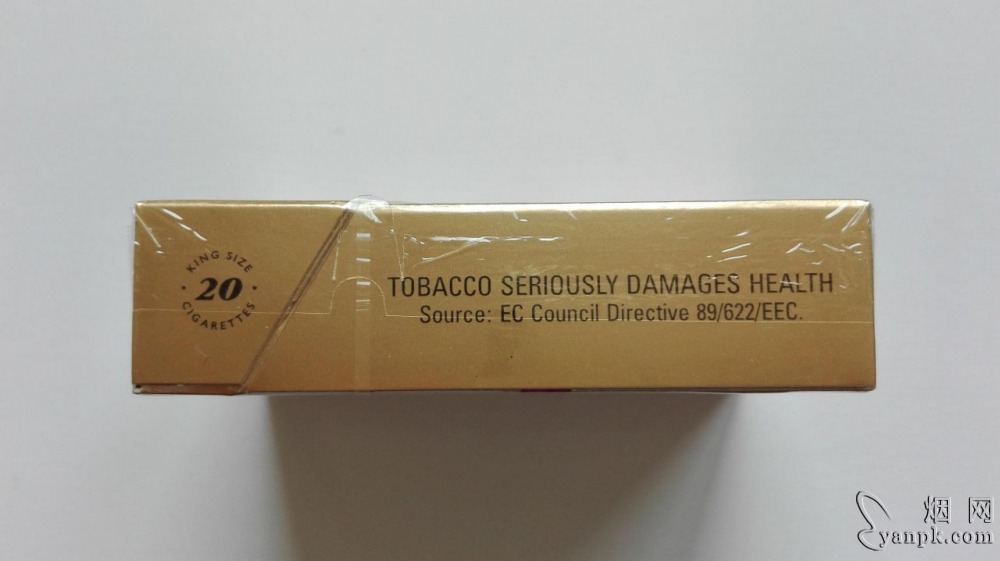 KING SIZE
20
CIGARETTES
TOBACCO SERIOUSLY DAMAGES HEALTH
Source: EC Council Directive 89/622/EEC.
烟 网
yanpk.com